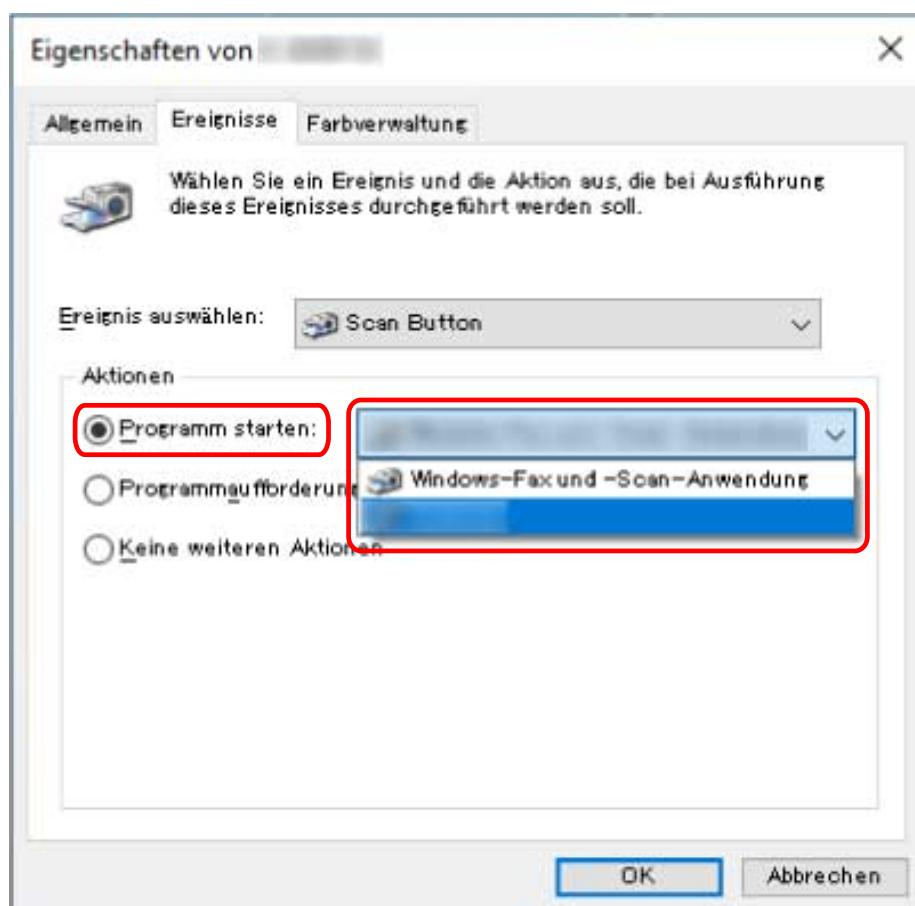 Eigenschaften von
Allgemein Ereignisse Farbverwaltung
Wählen Sie ein Ereignis und die Aktion aus, die bei Ausführung
dieses Ereignisses durchgeführt werden soll.
Ereignis auswählen: Scan Button
Aktionen
Programm starten:
Windows-Fax und -Scan-Anwendung
Programmaufforderung
Keine weiteren Aktionen
OK Abbrechen